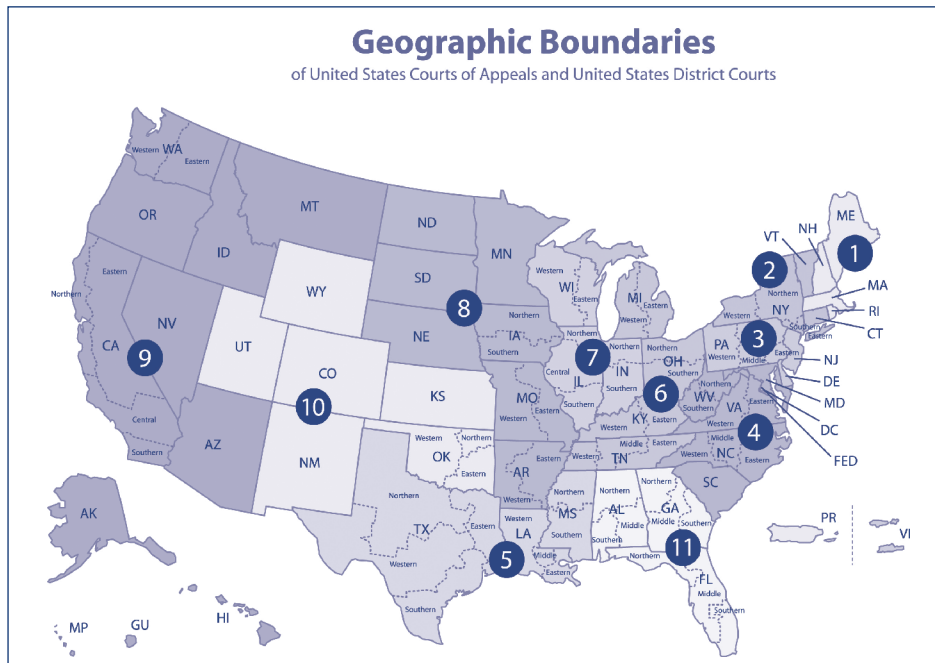 Geographic Boundaries
of United States Courts of Appeals and United States District Courts
Western WA Eastern
OR
ID
MT
ND
MN
SD
WY
NE
8
Western WI Eastern
MI Western Eastern
ME
VT
NH
1
2
MA
RI
CT
Northern
Western NY
Southern
Eastern
Eastern
Northern
NV
UT
CA
9
Central
Southern
CO
10
KS
AZ
NM
Northern
IA
Southern
Northern
7
Central IL
Southern
Northern
IN
Southern
Northern
OH
Southern
6
PA
3
Western Middle Eastern
NJ
DE
MD
DC
FED
Northern
WV
Southern
Eastern
VA
Western
4
MO
Eastern
Western
KY
Western Eastern
Western Northern
OK
Eastern
Eastern
AR
Western
Middle
Western TN Eastern
Middle
Western NC
Eastern
SC
Northern
TX
Eastern
Western
Southern
Western
LA
Middle
Eastern
5
Northern
MS
Southern
Northern
AL
Middle
Southern
Northern
GA
Middle
Southern
11
Northern
FL
Middle
Southern
PR
VI
AK
HI
MP
GU